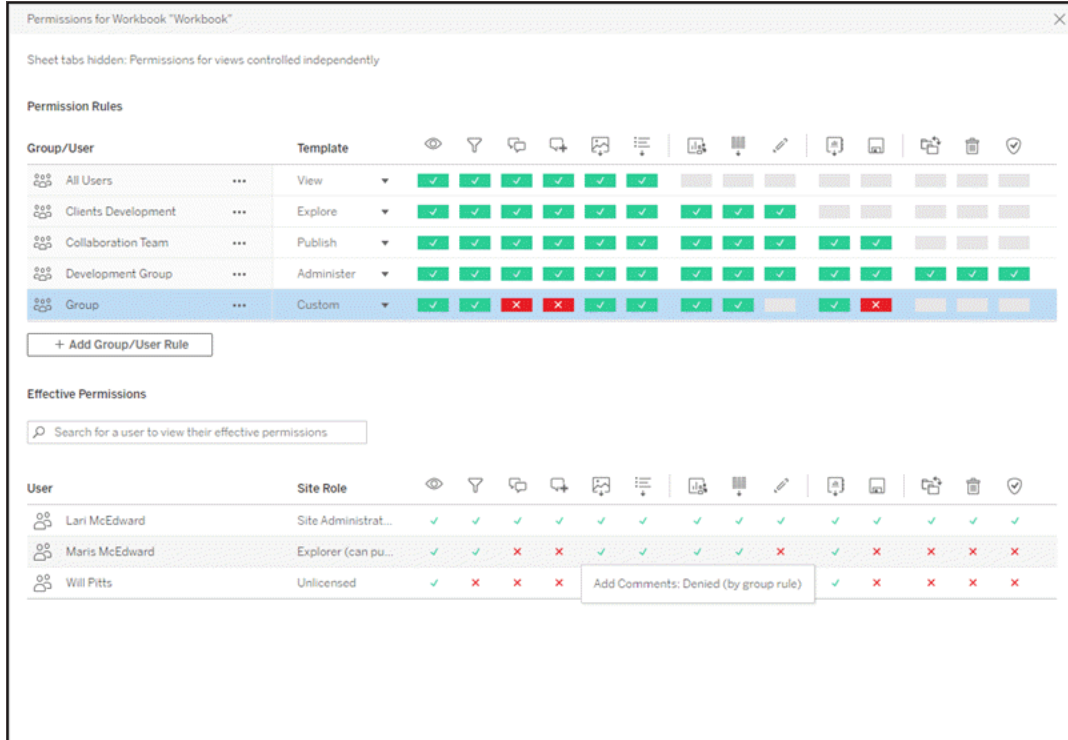 Permissions for Workbook "Workbook"
Sheet tabs hidden: Permissions for views controlled independently
Permission Rules
Group/User Template
All Users ... View
Clients Development ... Explore
Collaboration Team ... Publish
Development Group ... Administer
Group ... Custom
+ Add Group/User Rule
Effective Permissions
Search for a user to view their effective permissions
User Site Role
Lari McEdward Site Administrat...
Maris McEdward Explorer (can pu...
Will Pitts Unlicensed
Add Comments: Denied (by group rule)